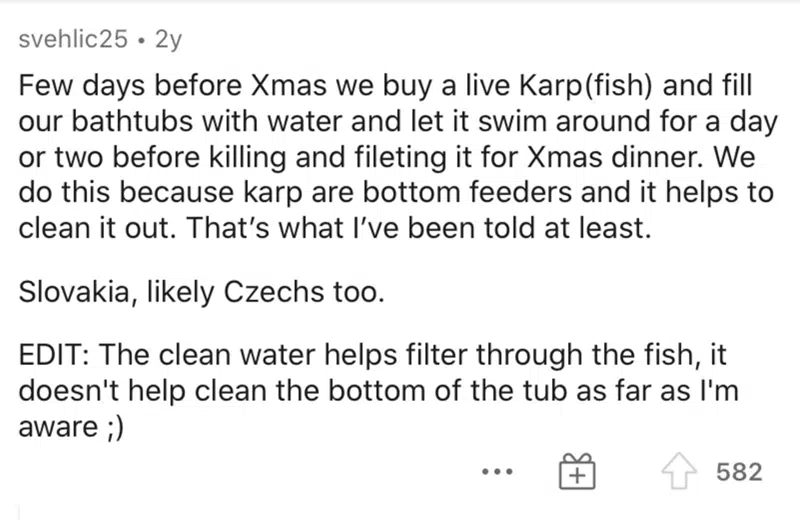 svehlic25 • 2y
Few days before Xmas we buy a live Karp(fish) and fill
our bathtubs with water and let it swim around for a day
or two before killing and fileting it for Xmas dinner. We
do this because karp are bottom feeders and it helps to
clean it out. That's what I've been told at least.
Slovakia, likely Czechs too.
EDIT: The clean water helps filter through the fish, it
doesn't help clean the bottom of the tub as far as I'm
aware ;)
••• 582